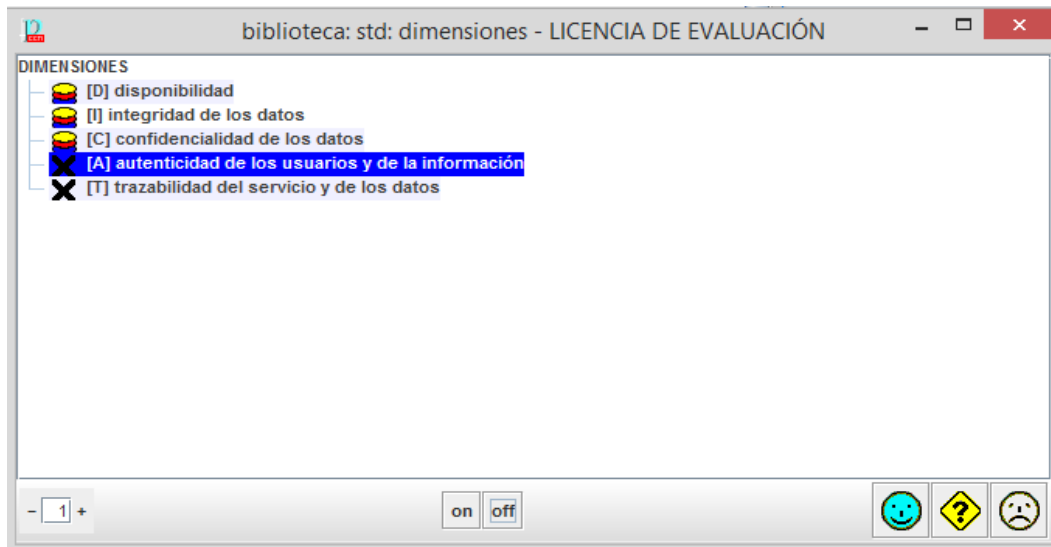 biblioteca: std: dimensiones - LICENCIA DE EVALUACIÓN
DIMENSIONES
[D] disponibilidad
[I] integridad de los datos
[C] confidencialidad de los datos
[A] autenticidad de los usuarios y de la información
[T] trazabilidad del servicio y de los datos
- 1 + on off ?